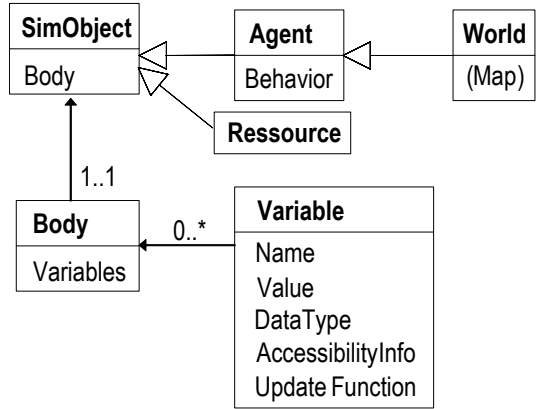 SimObject
Body
Agent
Behavior
World
(Map)
Ressource
1..1
Body
Variables
0..*
Variable
Name
Value
DataType
AccessibilityInfo
Update Function